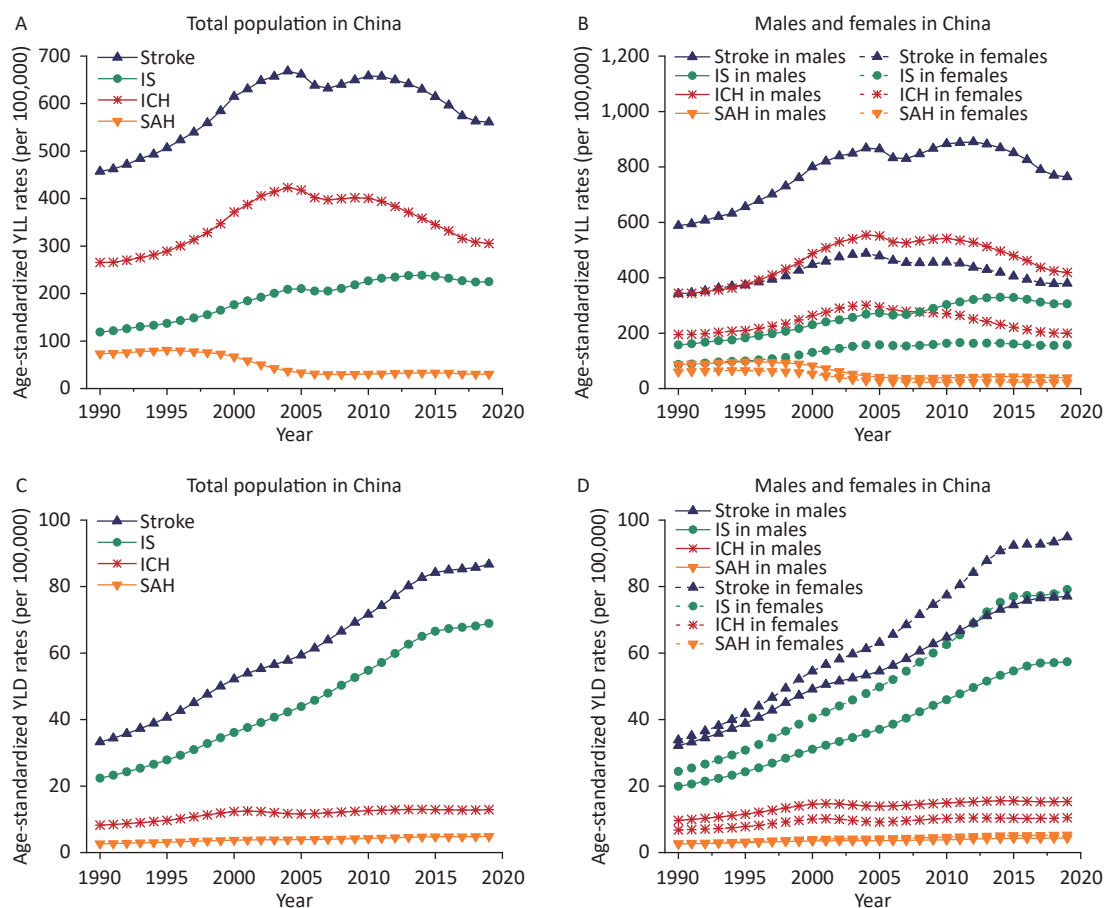 A
Total population in China
Age-standardized YLL rates (per 100,000)
700
600
500
400
300
200
100
0
Stroke
IS
ICH
SAH
1990 1995 2000 2005 2010 2015 2020
Year
B
Males and females in China
Age-standardized YLL rates (per 100,000)
1,200
1,000
800
600
400
200
0
Stroke in males Stroke in females
IS in males IS in females
ICH in males ICH in females
SAH in males SAH in females
1990 1995 2000 2005 2010 2015 2020
Year
C
Total population in China
Age-standardized YLD rates (per 100,000)
100
80
60
40
20
0
Stroke
IS
ICH
SAH
1990 1995 2000 2005 2010 2015 2020
Year
D
Males and females in China
Age-standardized YLD rates (per 100,000)
100
80
60
40
20
0
Stroke in males
IS in males
ICH in males
SAH in males
Stroke in females
IS in females
ICH in females
SAH in females
1990 1995 2000 2005 2010 2015 2020
Year